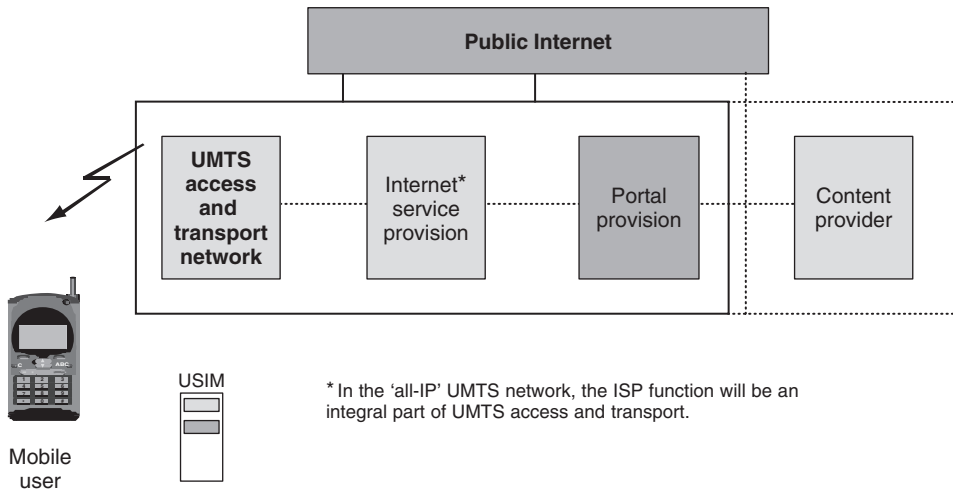 Public Internet
UMTS
access
and
transport
network
Internet*
service
provision
Portal
provision
Content
provider
C
ABC
USIM
* In the 'all-IP' UMTS network, the ISP function will be an
integral part of UMTS access and transport.
Mobile
user